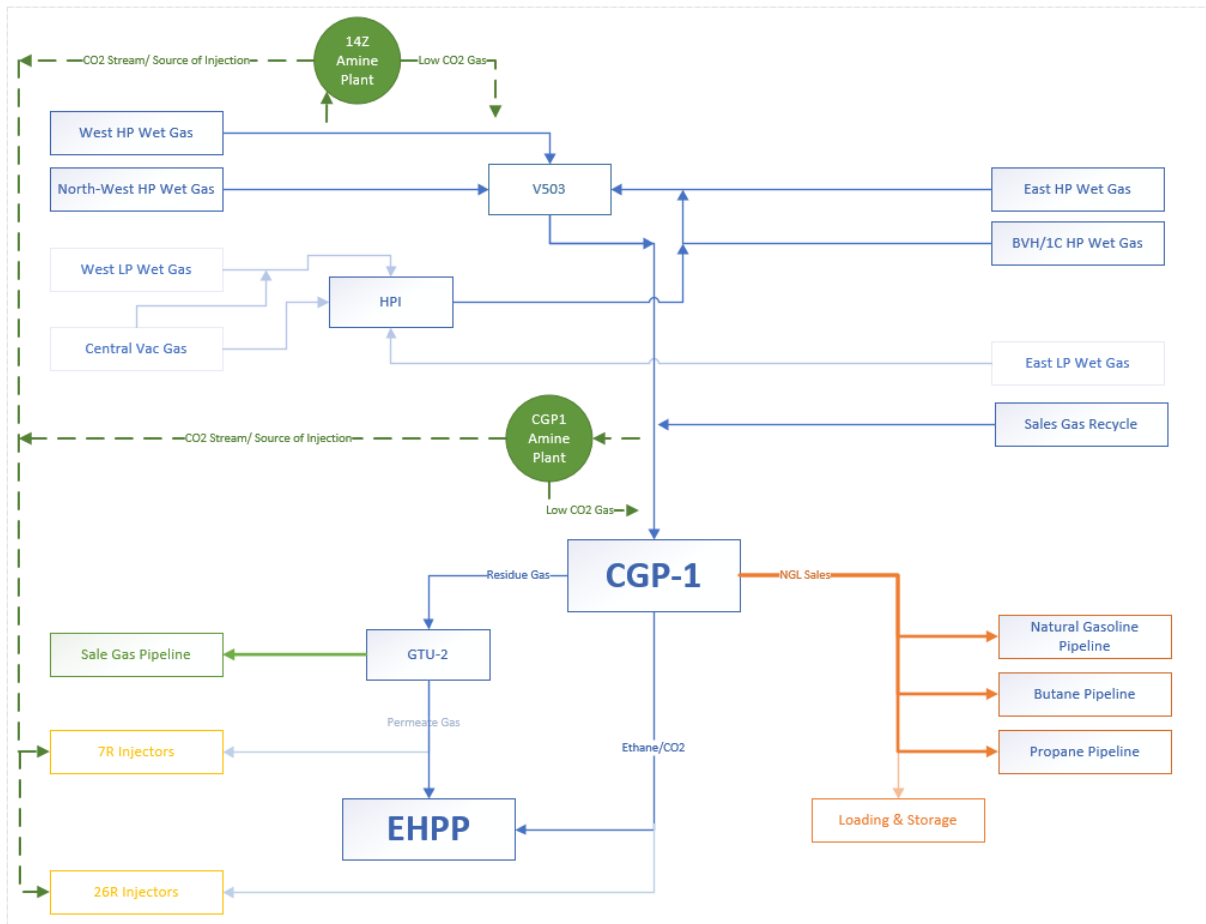 14Z
Amine
Plant
CO2 Stream/ Source of Injection
Low CO2 Gas
West HP Wet Gas
North-West HP Wet Gas
V503
East HP Wet Gas
BVH/1C HP Wet Gas
West LP Wet Gas
HPI
Central Vac Gas
East LP Wet Gas
CGP1
Amine
Plant
CO2 Stream/ Source of Injection
Sales Gas Recycle
Low CO2 Gas
CGP-1
Residue Gas
NGL Sales
Natural Gasoline
Pipeline
Sale Gas Pipeline
GTU-2
Butane Pipeline
Permeate Gas
7R Injectors
Ethane/CO2
Propane Pipeline
EHPP
Loading & Storage
26R Injectors